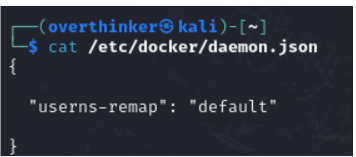 ┌──(overthinker㉿kali)-[~]
└─$ cat /etc/docker/daemon.json
{
"userns-remap": "default"
}